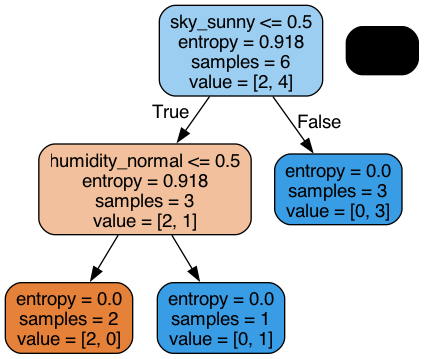 sky_sunny <= 0.5
entropy = 0.918
samples = 6
value = [2, 4]
True
False
humidity_normal <= 0.5
entropy = 0.918
samples = 3
value = [2, 1]
entropy = 0.0
samples = 3
value = [0, 3]
entropy = 0.0
samples = 2
value = [2, 0]
entropy = 0.0
samples = 1
value = [0, 1]